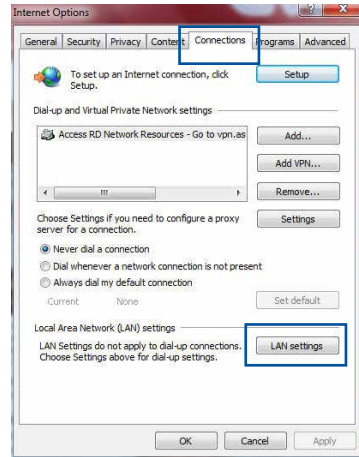 Internet Options
General Security Privacy Content Connections Programs Advanced
To set up an Internet connection, click
Setup.
Setup
Dial-up and Virtual Private Network settings
Access RD Network Resources - Go to vpn.as
Add...
Add VPN...
Remove...
Choose Settings if you need to configure a proxy
server for a connection.
Settings
Never dial a connection
Dial whenever a network connection is not present
Always dial my default connection
Current None
Set default
Local Area Network (LAN) settings
LAN Settings do not apply to dial-up connections.
Choose Settings above for dial-up settings.
LAN settings
OK Cancel Apply